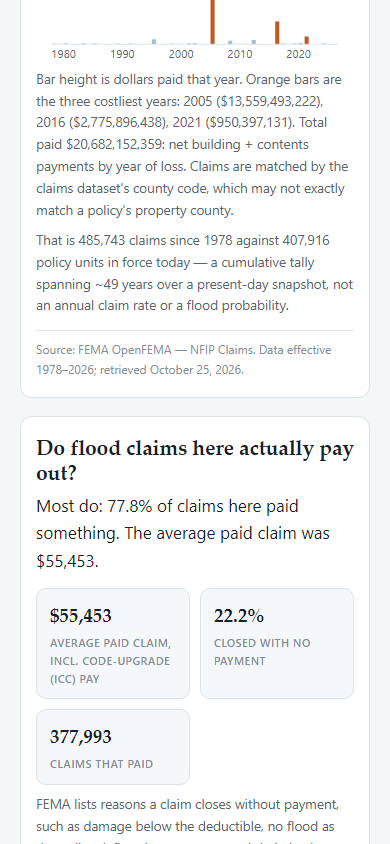 1980 1990 2000 2010 2020
Bar height is dollars paid that year. Orange bars are
the three costliest years: 2005 ($13,559,493,222),
2016 ($2,775,896,438), 2021 ($950,397,131). Total
paid $20,682,152,359: net building + contents
payments by year of loss. Claims are matched by the
claims dataset's county code, which may not exactly
match a policy's property county.
That is 485,743 claims since 1978 against 407,916
policy units in force today — a cumulative tally
spanning ~49 years over a present-day snapshot, not
an annual claim rate or a flood probability.
Source: FEMA OpenFEMA — NFIP Claims. Data effective
1978–2026; retrieved October 25, 2026.
Do flood claims here actually pay
out?
Most do: 77.8% of claims here paid
something. The average paid claim was
$55,453.
$55,453
AVERAGE PAID CLAIM,
INCL. CODE-UPGRADE
(ICC) PAY
22.2%
CLOSED WITH NO
PAYMENT
377,993
CLAIMS THAT PAID
FEMA lists reasons a claim closes without payment,
such as damage below the deductible, no flood as